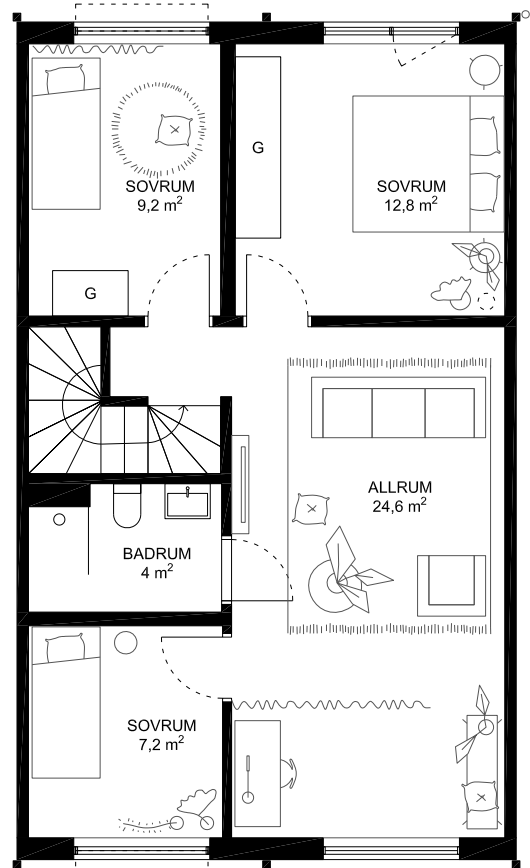 SOVRUM
9,2 m²
SOVRUM
12,8 m²
G
G
ALLRUM
24,6 m²
BADRUM
4 m²
SOVRUM
7,2 m²